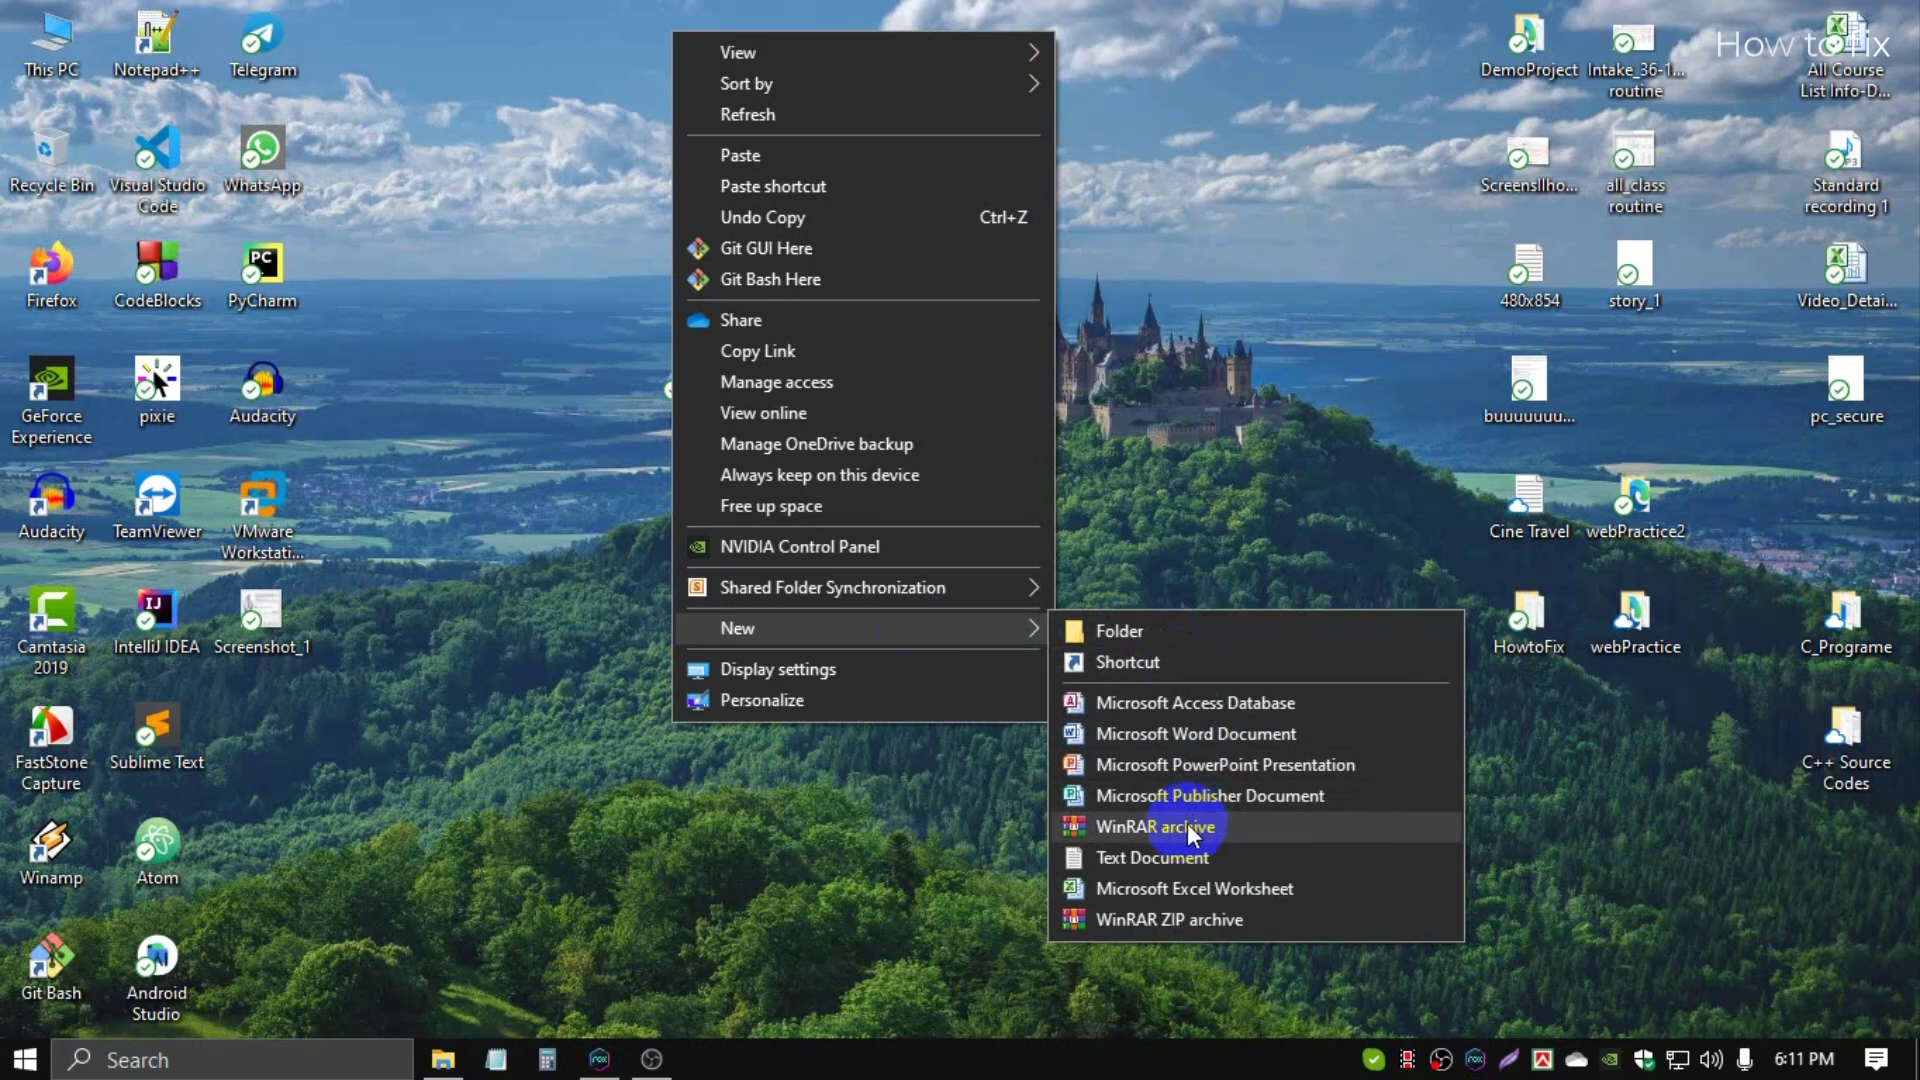 This PC
Notepad++
Telegram
Recycle Bin
Visual Studio
Code
WhatsApp
Firefox
CodeBlocks
PyCharm
GeForce
Experience
pixie
Audacity
Audacity
TeamViewer
VMware
Workstati...
Camtasia
2019
IntelliJ IDEA
Screenshot_1
FastStone
Capture
Sublime Text
Winamp
Atom
Git Bash
Android
Studio
View
Sort by
Refresh
Paste
Paste shortcut
Undo Copy Ctrl+Z
Git GUI Here
Git Bash Here
Share
Copy Link
Manage access
View online
Manage OneDrive backup
Always keep on this device
Free up space
NVIDIA Control Panel
Shared Folder Synchronization
New
Display settings
Personalize
Folder
Shortcut
Microsoft Access Database
Microsoft Word Document
Microsoft PowerPoint Presentation
Microsoft Publisher Document
WinRAR archive
Text Document
Microsoft Excel Worksheet
WinRAR ZIP archive
How to fix
DemoProject
Intake_36-1...
routine
All Course
List Info-D...
Screensllho...
all_class
routine
Standard
recording 1
480x854
story_1
Video_Detai...
buuuuuuu...
pc_secure
Cine Travel
webPractice2
HowtoFix
webPractice
C_Programe
C++ Source
Codes
Search
6:11 PM